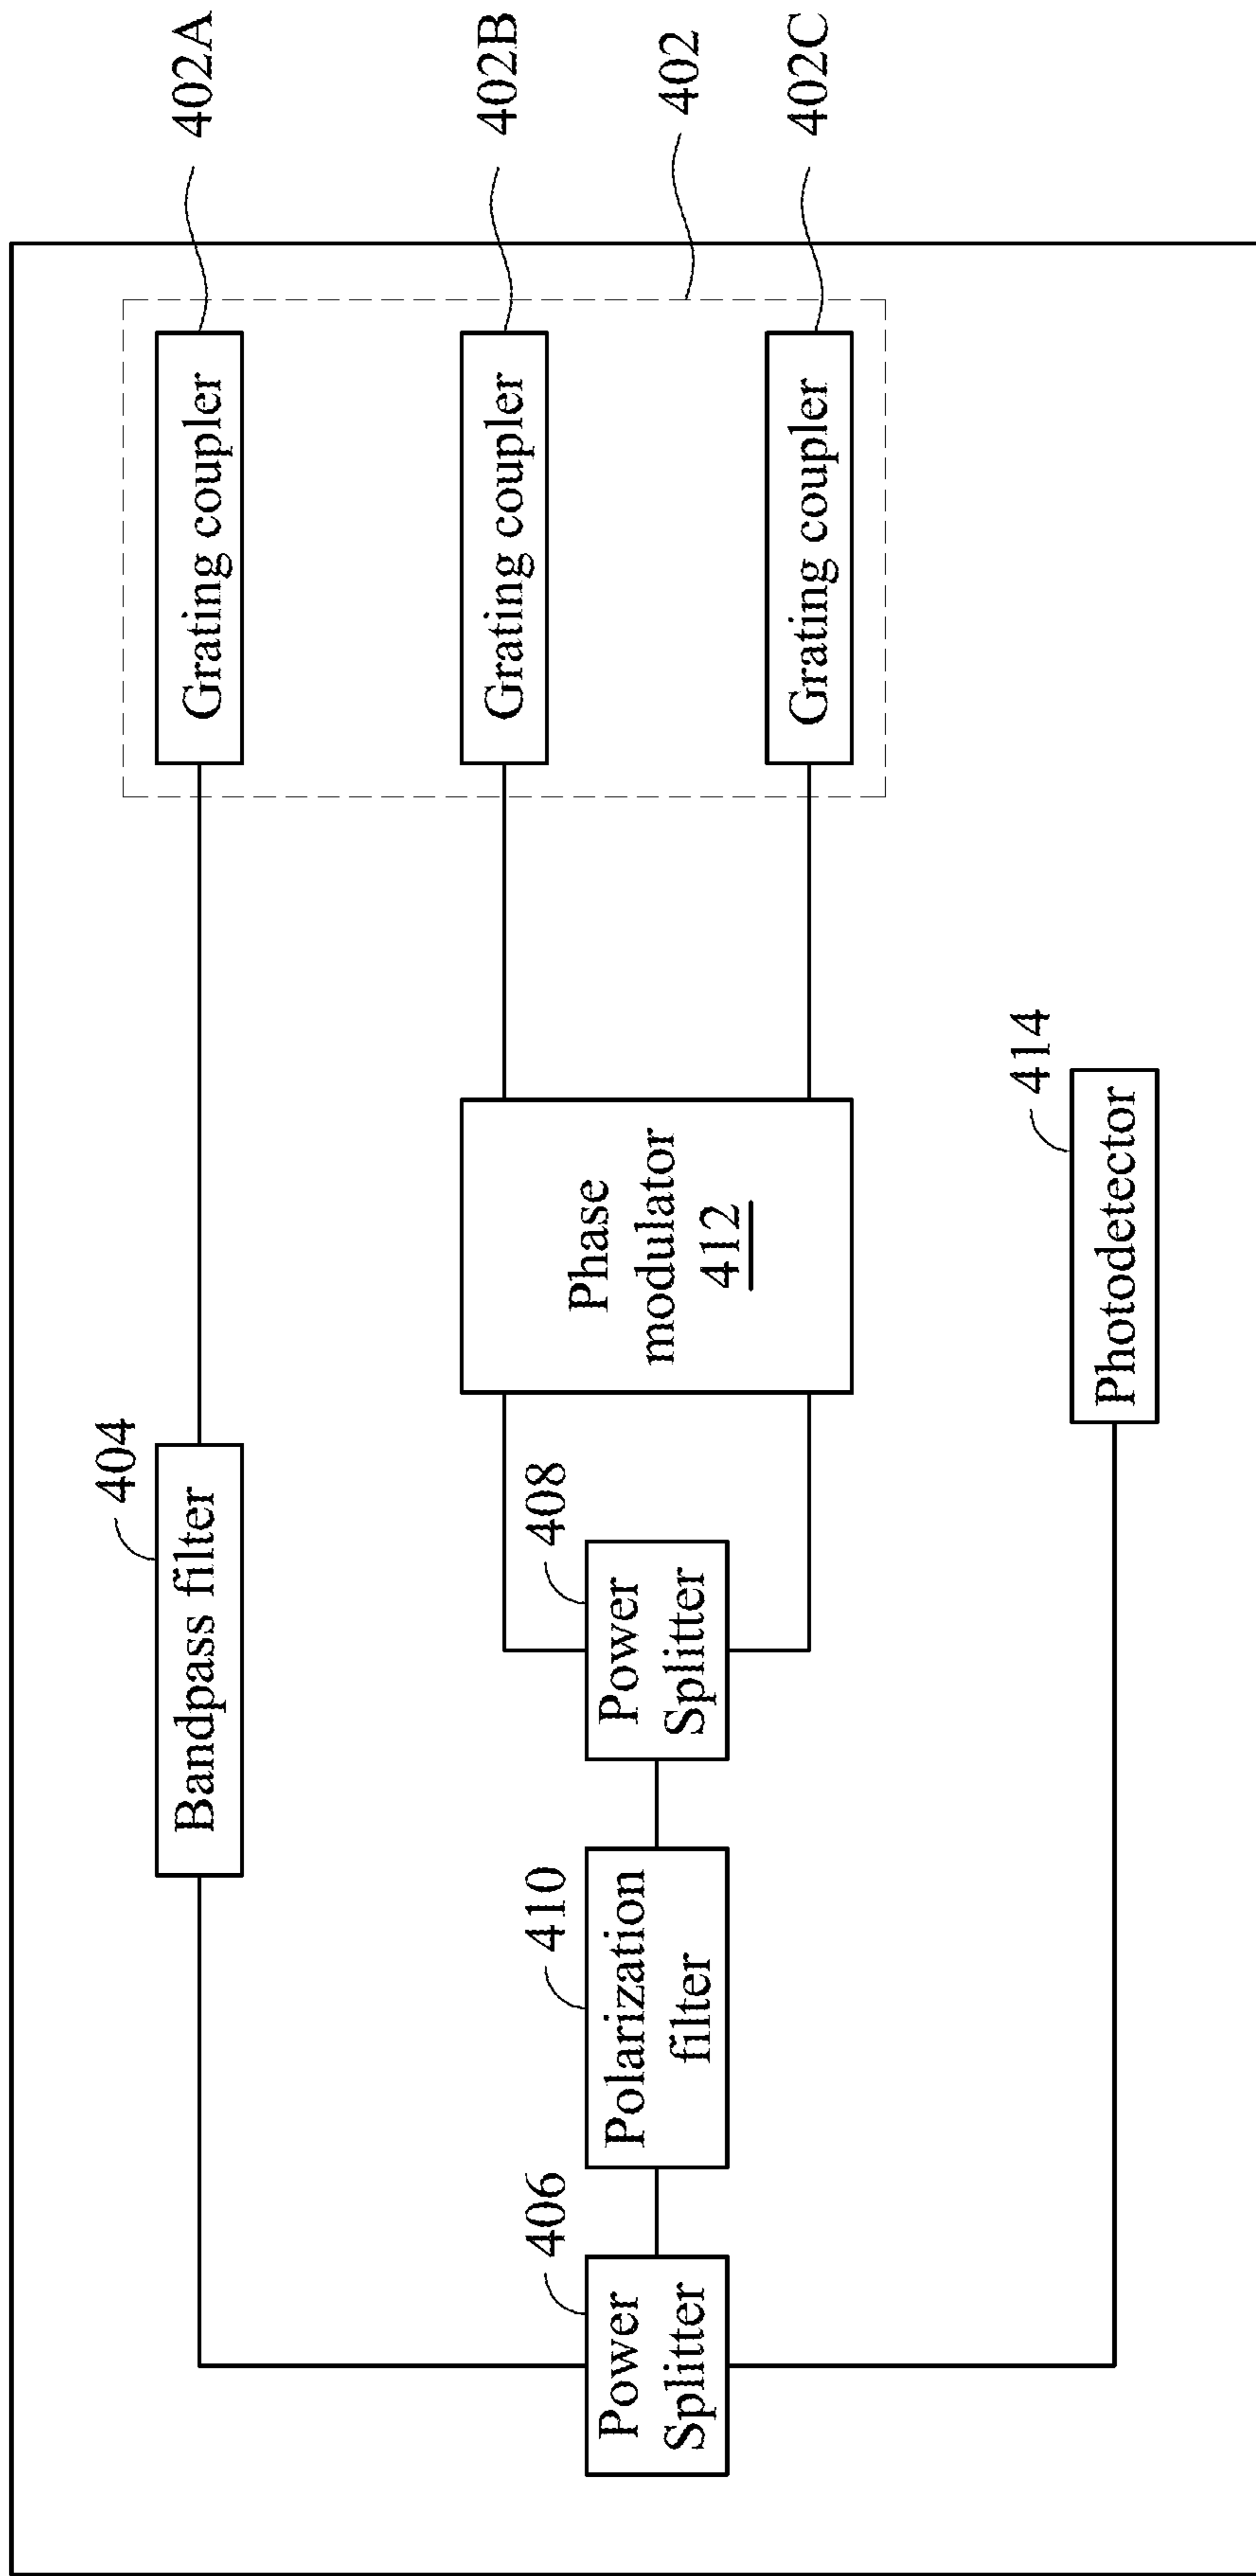 402A
402B
402
402C
Grating coupler
Grating coupler
Grating coupler
404
Bandpass filter
Phase
modulator
412
414
Photodetector
408
Power
Splitter
410
Polarization
filter
406
Power
Splitter